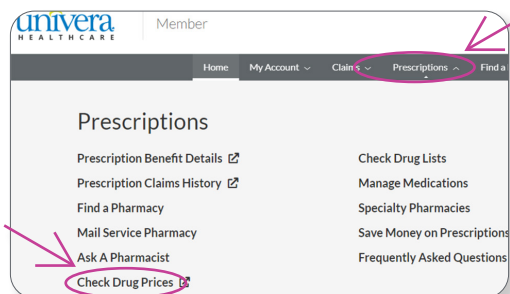 univera
HEALTHCARE
Member
Home My Account Claims Prescriptions Find a
Prescriptions
Prescription Benefit Details
Prescription Claims History
Find a Pharmacy
Mail Service Pharmacy
Ask A Pharmacist
Check Drug Prices
Check Drug Lists
Manage Medications
Specialty Pharmacies
Save Money on Prescriptions
Frequently Asked Questions